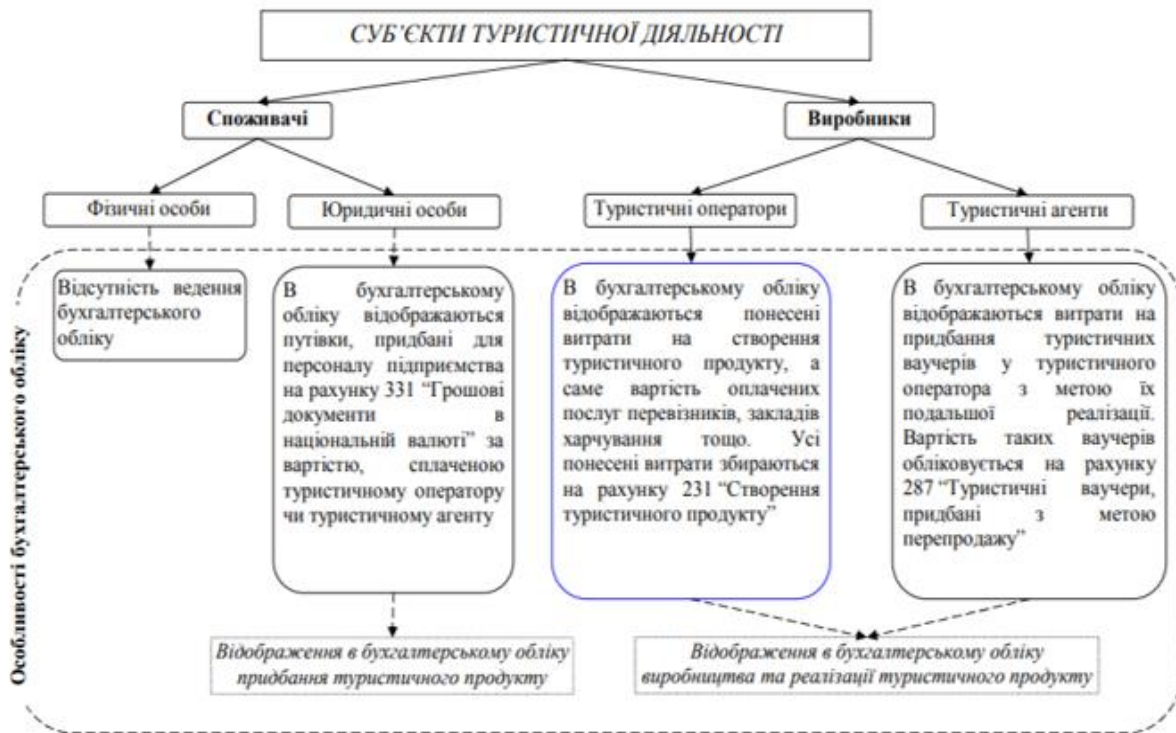 СУБ’ЄКТИ ТУРИСТИЧНОЇ ДІЯЛЬНОСТІ
Споживачі
Виробники
Фізичні особи
Юридичні особи
Туристичні оператори
Туристичні агенти
Особливості бухгалтерського обліку
Відсутність ведення
бухгалтерського
обліку
В бухгалтерському
обліку відображаються
путівки, придбані для
персоналу підприємства
на рахунку 331 “Грошові
документи в
національній валюті” за
вартістю, сплаченою
туристичному оператору
чи туристичному агенту
В бухгалтерському обліку
відображаються понесені
витрати на створення
туристичного продукту, а
саме вартість оплачених
послуг перевізників, закладів
харчування тощо. Усі
понесені витрати збираються
на рахунку 231 “Створення
туристичного продукту”
В бухгалтерському обліку
відображаються витрати на
придбання туристичних
ваучерів у туристичного
оператора з метою їх
подальшої реалізації.
Вартість таких ваучерів
обліковується на рахунку
287 “Туристичні ваучери,
придбані з метою
перепродажу”
Відображення в бухгалтерському обліку
придбання туристичного продукту
Відображення в бухгалтерському обліку
виробництва та реалізації туристичного продукту